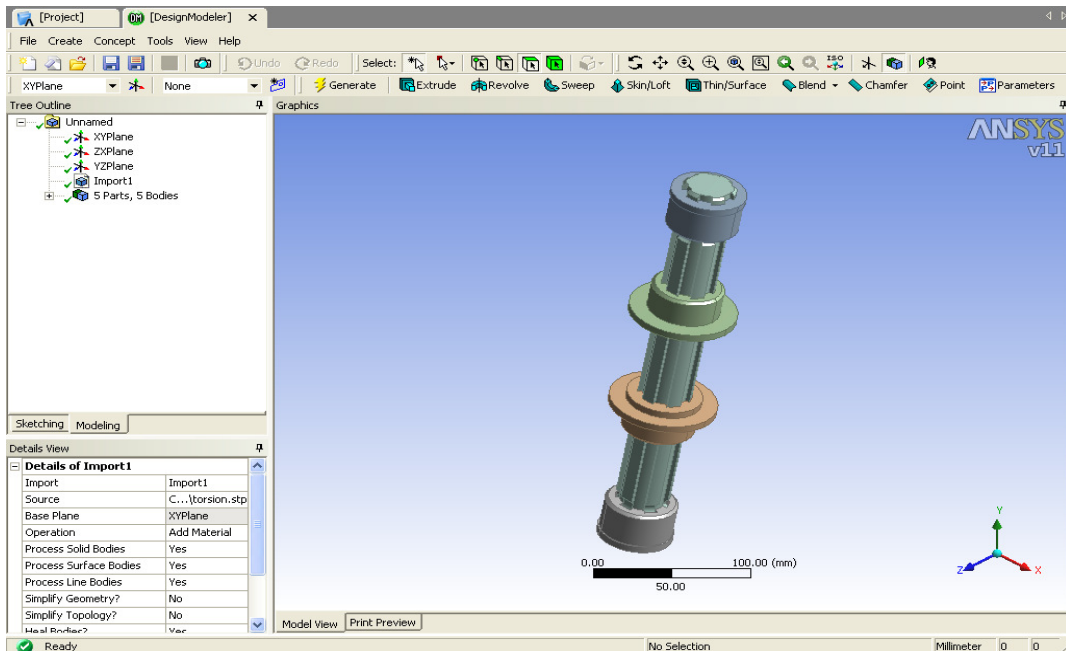 [Project] [DesignModeler]
File Create Concept Tools View Help
Undo Redo Select: ISO
XYPlane None Generate Extrude Revolve Sweep Skin/Loft Thin/Surface Blend Chamfer Point Parameters
Tree Outline
Unnamed
XYPlane
ZXPlane
YZPlane
Import1
5 Parts, 5 Bodies
Sketching Modeling
Details View
Details of Import1
Import Import1
Source C...\torsion.stp
Base Plane XYPlane
Operation Add Material
Process Solid Bodies Yes
Process Surface Bodies Yes
Process Line Bodies Yes
Simplify Geometry? No
Simplify Topology? No
Heal Bodies? Yes
Graphics
ANSYS
v11
0.00 100.00 (mm)
50.00
Y
Z X
Model View Print Preview
Ready No Selection Millimeter 0 0